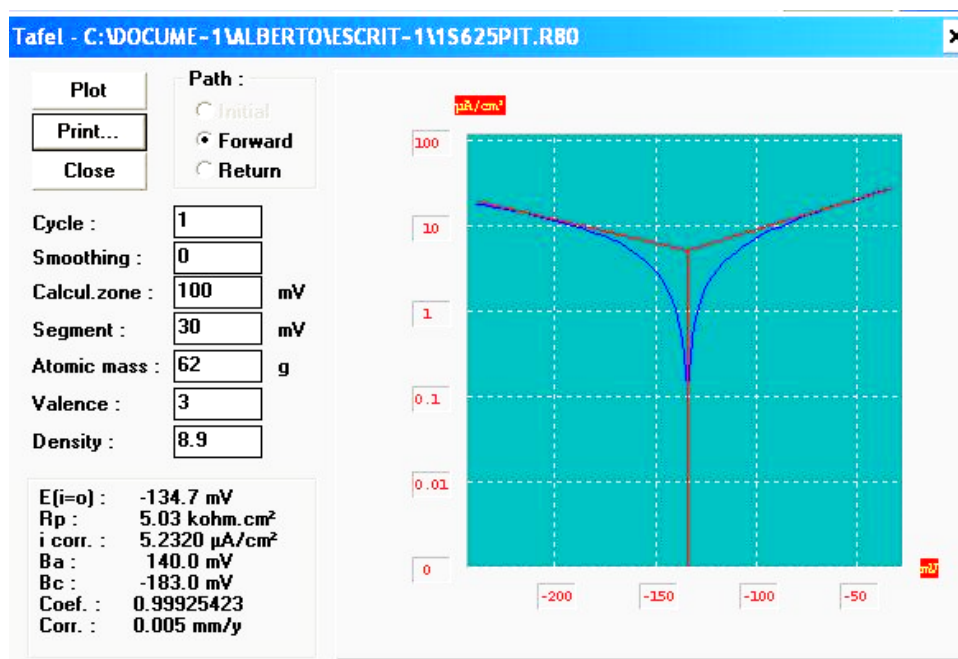 Tafel - C:\DOCUME~1\ALBERTO\ESCRIT~1\1S625PIT.R80
Plot
Print...
Close
Path :
Initial
Forward
Return
Cycle : 1
Smoothing : 0
Calcul.zone : 100 mV
Segment : 30 mV
Atomic mass : 62 g
Valence : 3
Density : 8.9
E(i=o) : -134.7 mV
Rp : 5.03 kohm.cm²
i corr. : 5.2320 µA/cm²
Ba : 140.0 mV
Bc : -183.0 mV
Coef. : 0.99925423
Corr. : 0.005 mm/y
µA/cm²
100
10
1
0.1
0.01
0
mV
-200 -150 -100 -50